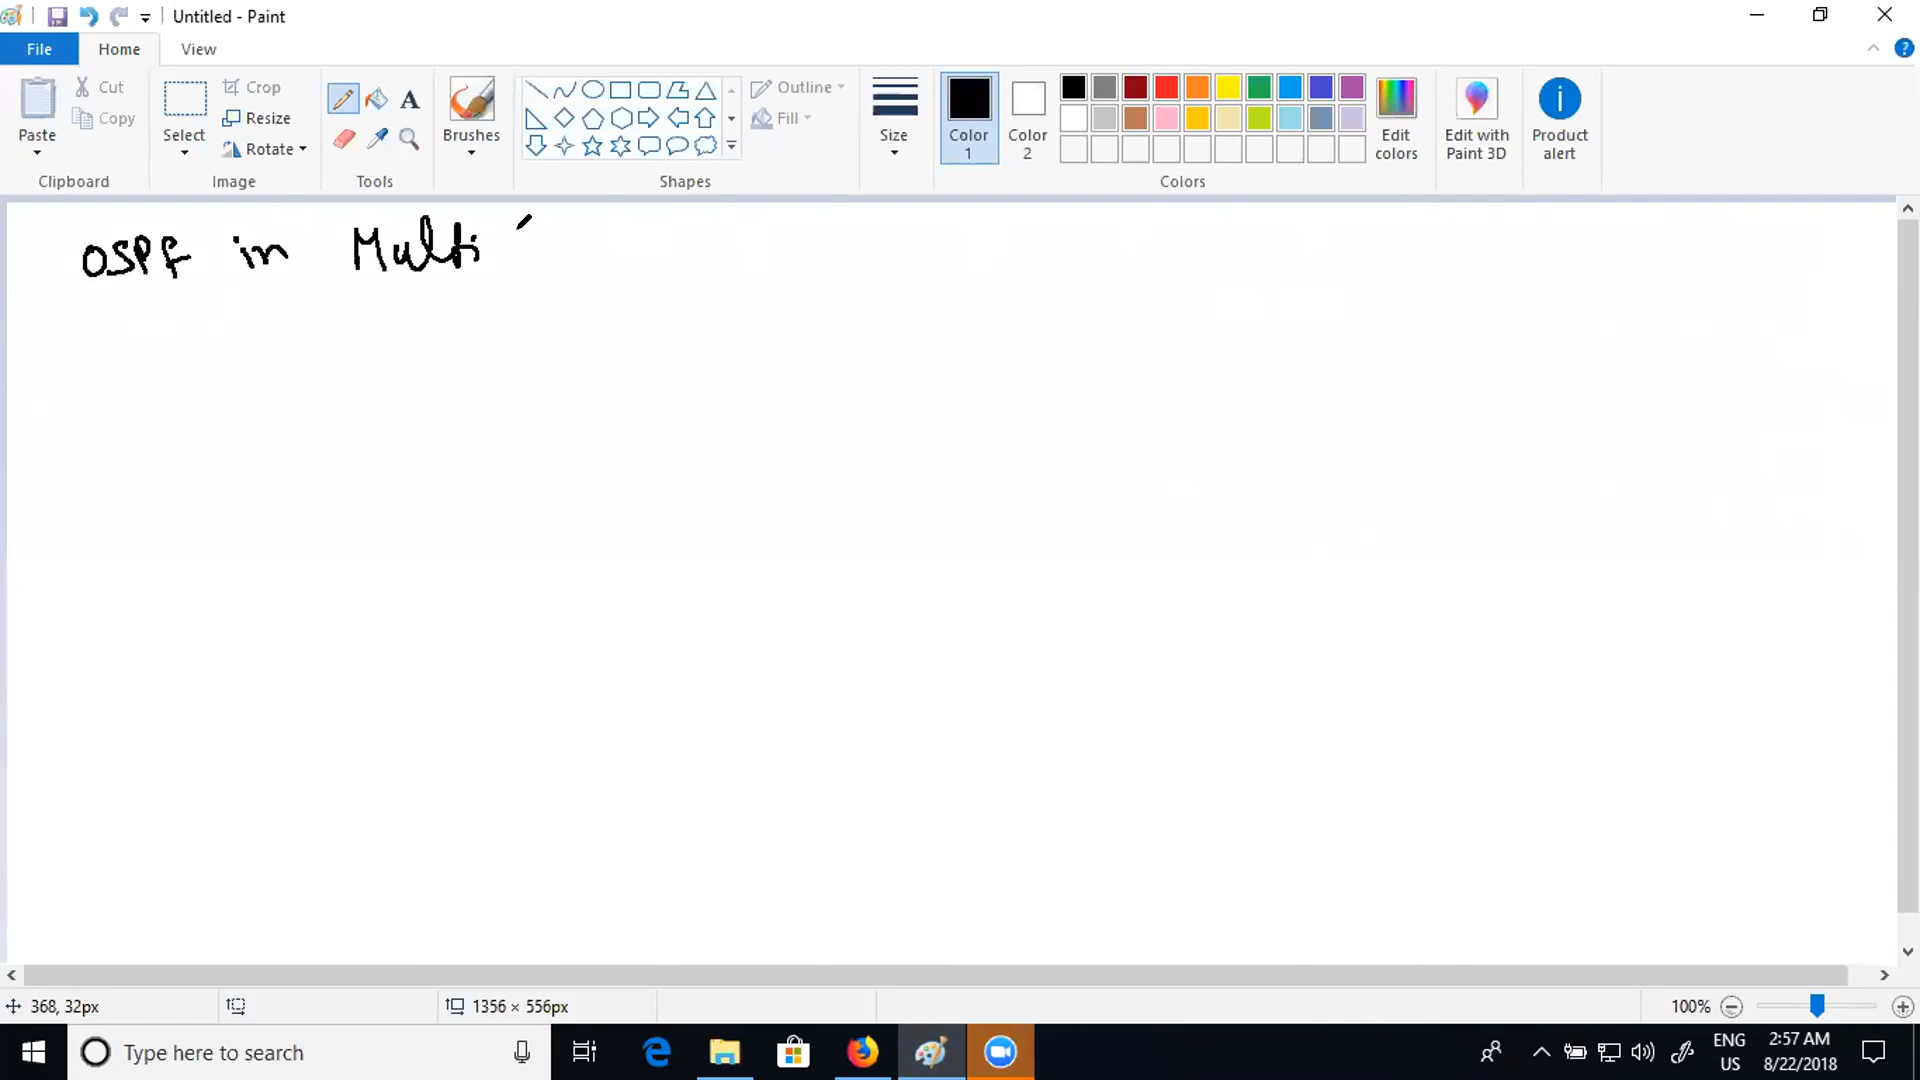 Untitled - Paint
File Home View
Paste Cut Copy Clipboard
Select Crop Resize Rotate Image
Tools
Brushes
Shapes
Outline Fill
Size
Color 1
Color 2
Edit colors
Colors
Edit with Paint 3D
Product alert
OSPF in Multi
368, 32px
1356 × 556px
100%
Type here to search
ENG US
2:57 AM
8/22/2018